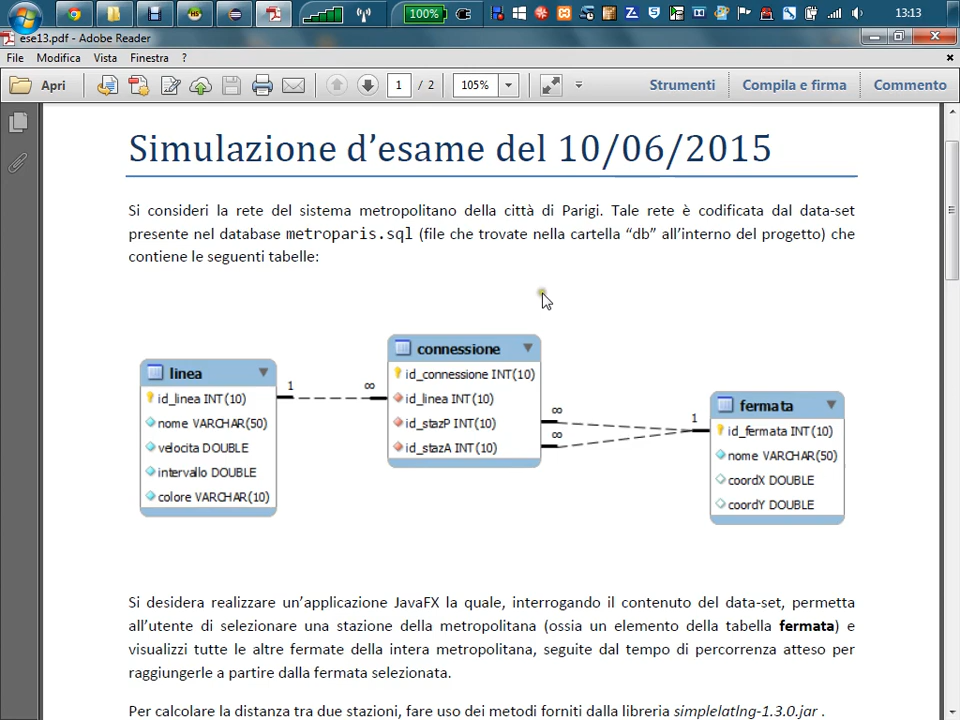 100%
13:13
ese13.pdf - Adobe Reader
File Modifica Vista Finestra ?
Apri 1 / 2 105% Strumenti Compila e firma Commento
Simulazione d'esame del 10/06/2015
Si consideri la rete del sistema metropolitano della città di Parigi. Tale rete è codificata dal data-set
presente nel database metroparis.sql (file che trovate nella cartella "db" all'interno del progetto) che
contiene le seguenti tabelle:
linea
id_linea INT(10)
nome VARCHAR(50)
velocita DOUBLE
intervallo DOUBLE
colore VARCHAR(10)
1 ∞
connessione
id_connessione INT(10)
id_linea INT(10)
id_stazP INT(10)
id_stazA INT(10)
∞ 1
∞
fermata
id_fermata INT(10)
nome VARCHAR(50)
coordX DOUBLE
coordY DOUBLE
Si desidera realizzare un'applicazione JavaFX la quale, interrogando il contenuto del data-set, permetta
all'utente di selezionare una stazione della metropolitana (ossia un elemento della tabella fermata) e
visualizzi tutte le altre fermate della intera metropolitana, seguite dal tempo di percorrenza atteso per
raggiungerle a partire dalla fermata selezionata.
Per calcolare la distanza tra due stazioni, fare uso dei metodi forniti dalla libreria simplelatlng-1.3.0.jar .